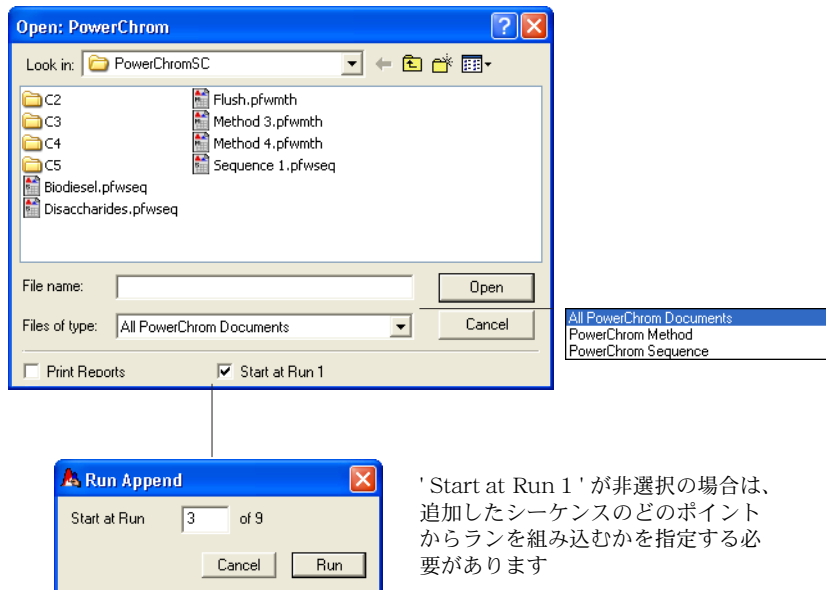 Open: PowerChrom
Look in: PowerChromSC
C2
C3
C4
C5
Biodiesel.pfwseq
Disaccharides.pfwseq
Flush.pfwmth
Method 3.pfwmth
Method 4.pfwmth
Sequence 1.pfwseq
File name:
Open
Files of type: All PowerChrom Documents
Cancel
Print Reports
Start at Run 1
All PowerChrom Documents
PowerChrom Method
PowerChrom Sequence
Run Append
Start at Run 3 of 9
Cancel Run
' Start at Run 1 ' が非選択の場合は、
追加したシーケンスのどのポイント
からランを組み込むかを指定する必
要があります